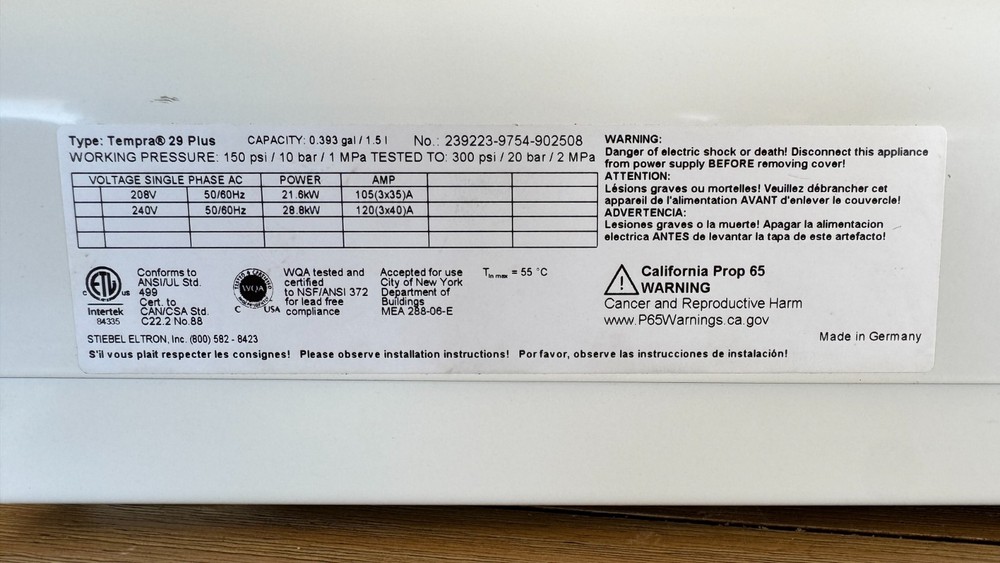 Type: Tempra® 29 Plus CAPACITY: 0.393 gal / 1.5 l No.: 239223-9754-902508
WORKING PRESSURE: 150 psi / 10 bar / 1 MPa TESTED TO: 300 psi / 20 bar / 2 MPa
VOLTAGE SINGLE PHASE AC POWER AMP
208V 50/60Hz 21.6kW 105(3x35)A
240V 50/60Hz 28.8kW 120(3x40)A
WARNING:
Danger of electric shock or death! Disconnect this appliance
from power supply BEFORE removing cover!
ATTENTION:
Lésions graves ou mortelles! Veuillez débrancher cet
appareil de l'alimentation AVANT d'enlever le couvercle!
ADVERTENCIA:
Lesiones graves o la muerte! Apagar la alimentacion
electrica ANTES de levantar la tapa de este artefacto!
C ETL US
Intertek
84335
Conforms to
ANSI/UL Std.
499
Cert. to
CAN/CSA Std.
C22.2 No.88
WQA
C USA
WQA tested and
certified
to NSF/ANSI 372
for lead free
compliance
Accepted for use
City of New York
Department of
Buildings
MEA 288-06-E
T in max = 55 °C
California Prop 65
WARNING
Cancer and Reproductive Harm
www.P65Warnings.ca.gov
STIEBEL ELTRON, Inc. (800) 582 - 8423
Made in Germany
S'il vous plait respecter les consignes! Please observe installation instructions! Por favor, observe las instrucciones de instalación!